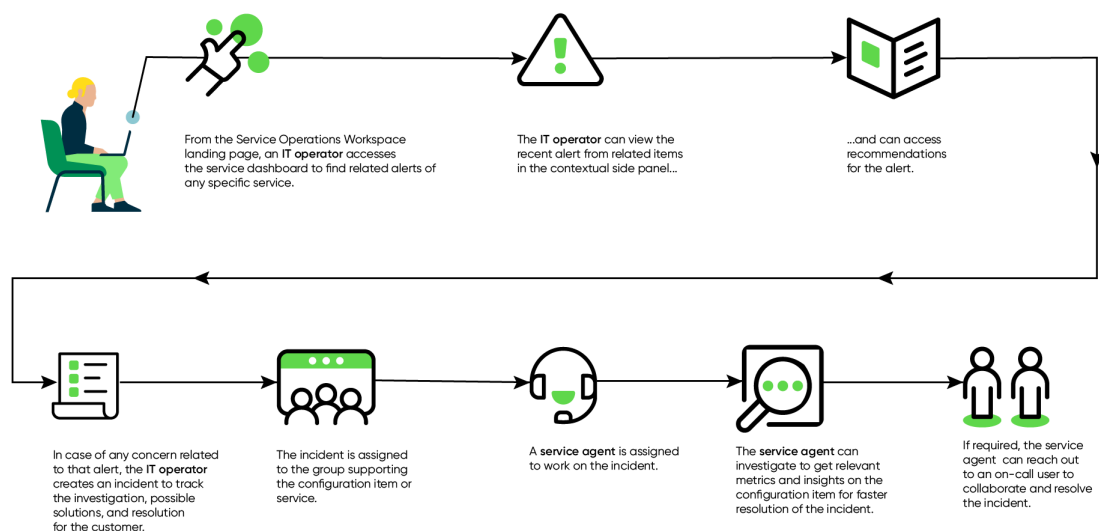 From the Service Operations Workspace
landing page, an IT operator accesses
the service dashboard to find related alerts of
any specific service.
The IT operator can view the
recent alert from related items
in the contextual side panel...
...and can access
recommendations
for the alert.
In case of any concern related
to that alert, the IT operator
creates an incident to track
the investigation, possible
solutions, and resolution
for the customer.
The incident is assigned
to the group supporting
the configuration item or
service.
A service agent is assigned
to work on the incident.
The service agent can
investigate to get relevant
metrics and insights on the
configuration item for faster
resolution of the incident.
If required, the service
agent can reach out
to an on-call user to
collaborate and resolve
the incident.